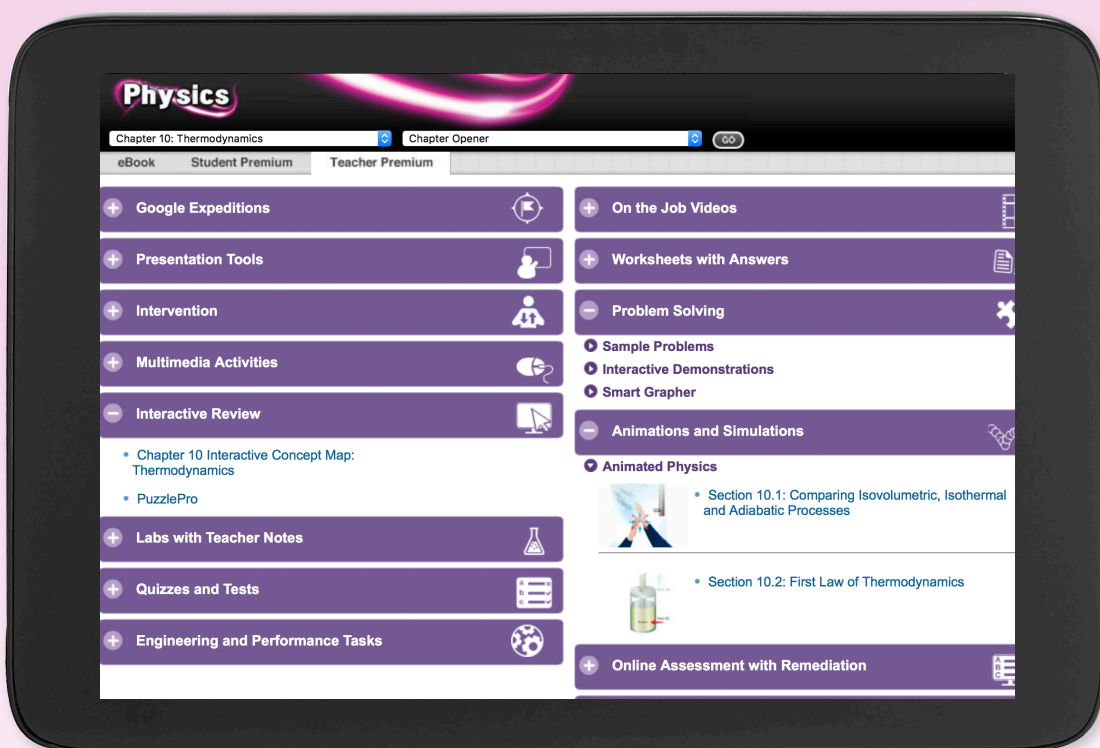 Physics
Chapter 10: Thermodynamics
Chapter Opener
GO
eBook
Student Premium
Teacher Premium
Google Expeditions
Presentation Tools
Intervention
Multimedia Activities
Interactive Review
Chapter 10 Interactive Concept Map:
Thermodynamics
PuzzlePro
Labs with Teacher Notes
Quizzes and Tests
Engineering and Performance Tasks
On the Job Videos
Worksheets with Answers
Problem Solving
Sample Problems
Interactive Demonstrations
Smart Grapher
Animations and Simulations
Animated Physics
Section 10.1: Comparing Isovolumetric, Isothermal
and Adiabatic Processes
Section 10.2: First Law of Thermodynamics
Online Assessment with Remediation